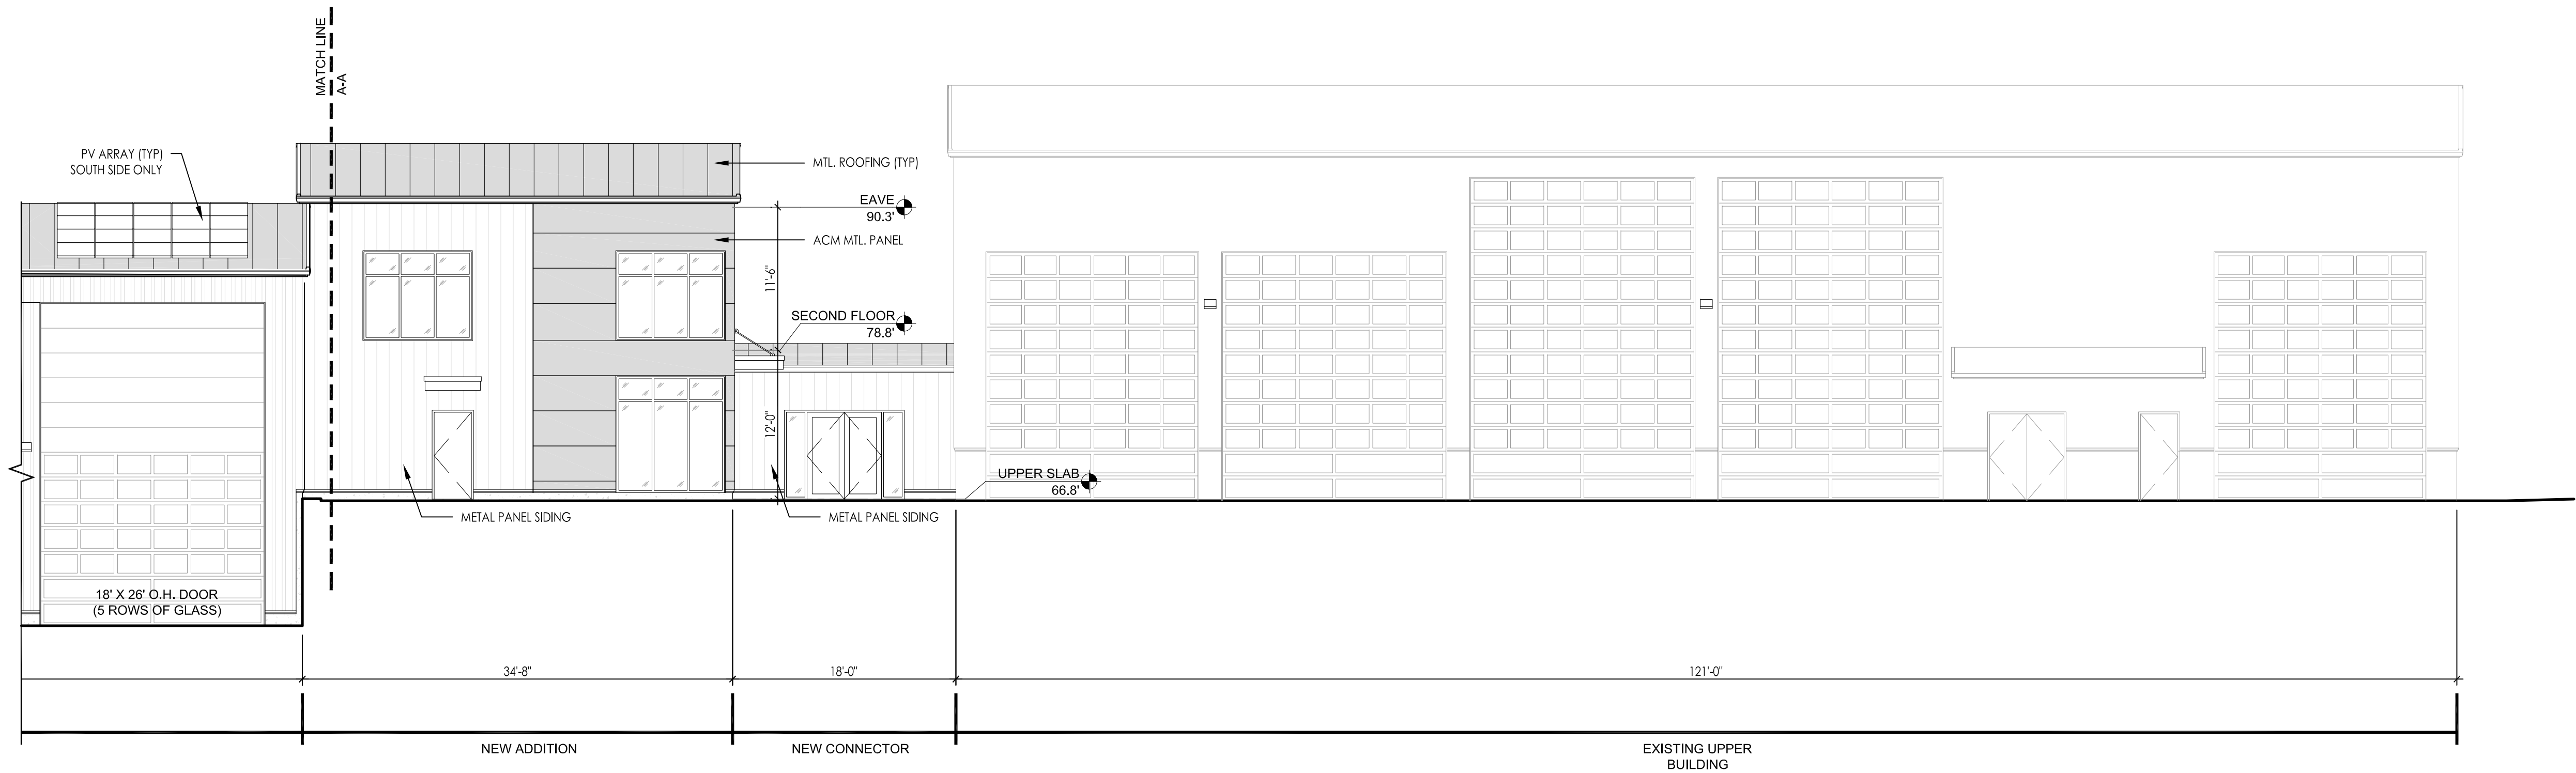 MATCH LINE
A-A
PV ARRAY (TYP)
SOUTH SIDE ONLY
MTL. ROOFING (TYP)
EAVE
90.3'
ACM MTL. PANEL
11'-6"
SECOND FLOOR
78.8'
12'-0"
UPPER SLAB
66.8'
METAL PANEL SIDING
METAL PANEL SIDING
18' X 26' O.H. DOOR
(5 ROWS OF GLASS)
34'-8"
18'-0"
121'-0"
NEW ADDITION
NEW CONNECTOR
EXISTING UPPER
BUILDING